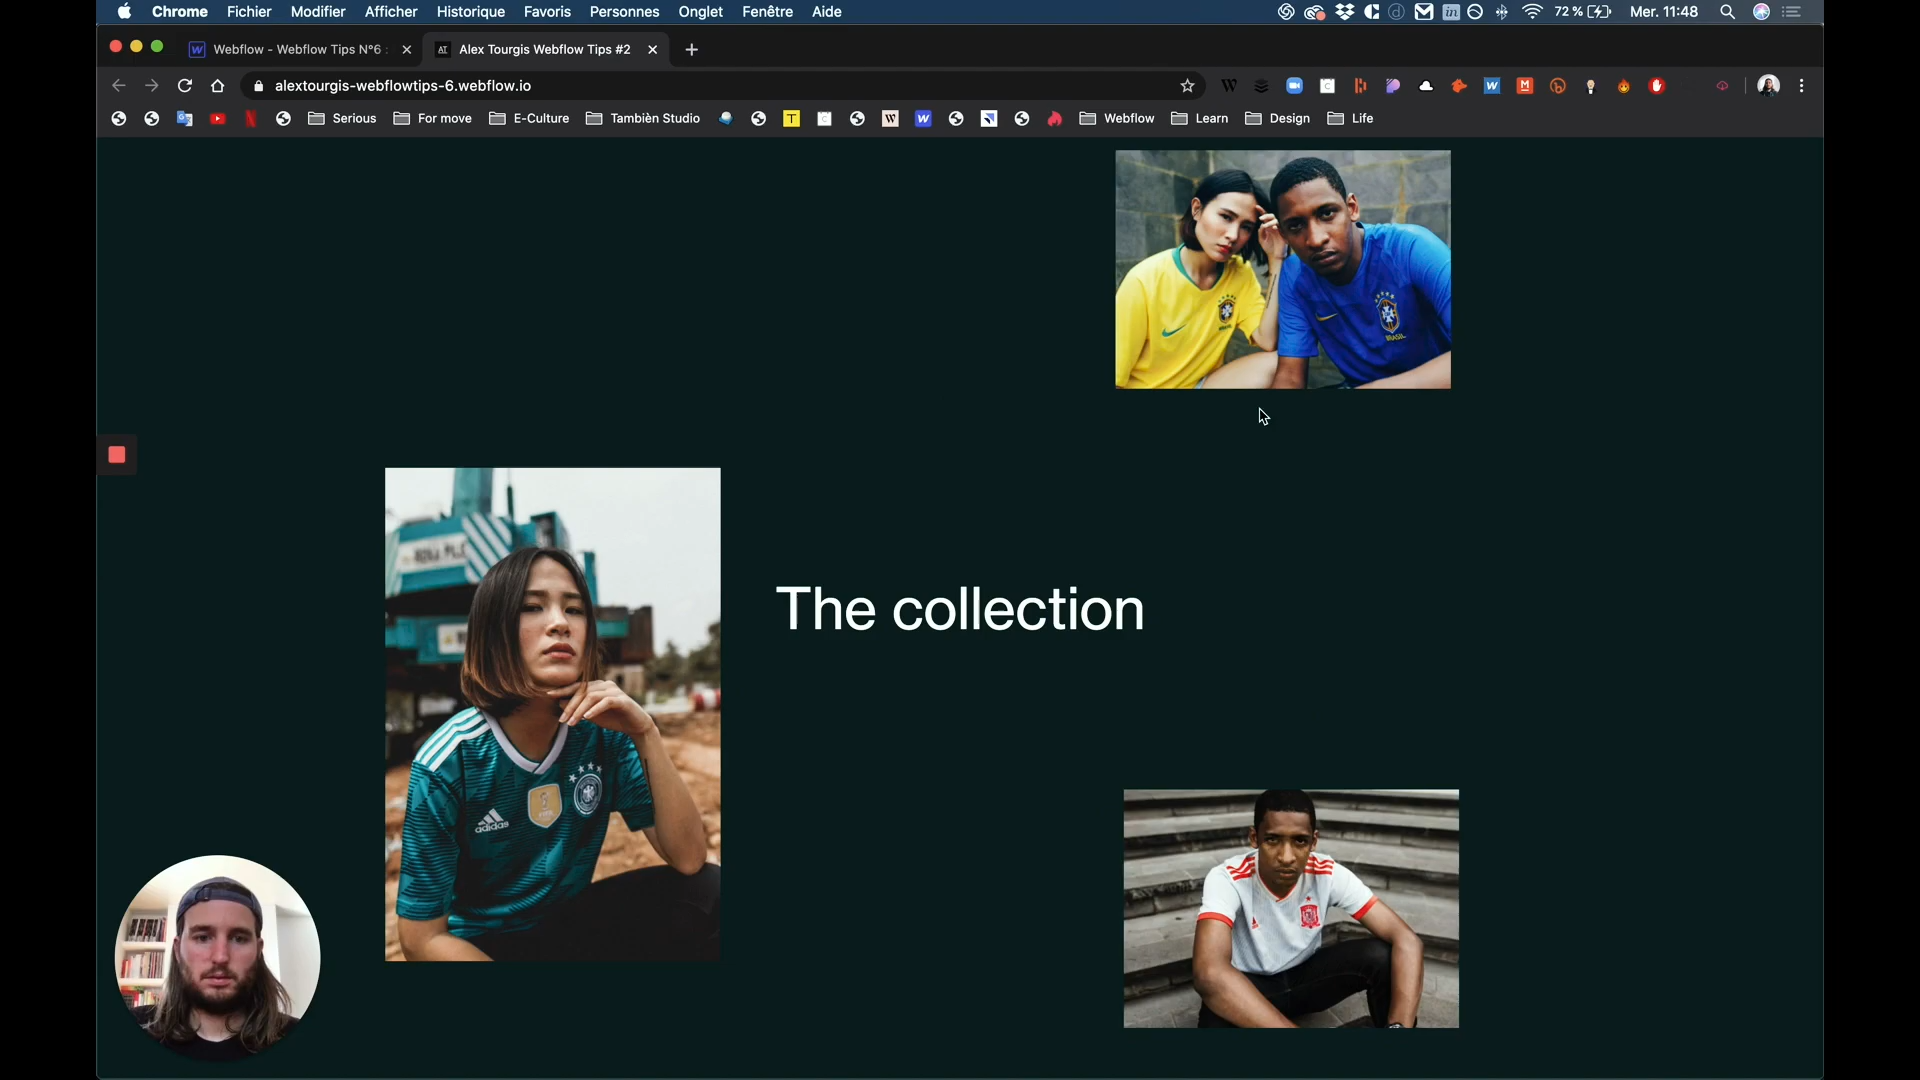 Chrome Fichier Modifier Afficher Historique Favoris Personnes Onglet Fenêtre Aide 72 % Mer. 11:48
Webflow - Webflow Tips N°6 : Alex Tourgis Webflow Tips #2
alextourgis-webflowtips-6.webflow.io
Serious For move E-Culture Tambièn Studio Webflow Learn Design Life
BRASIL
The collection
adidas